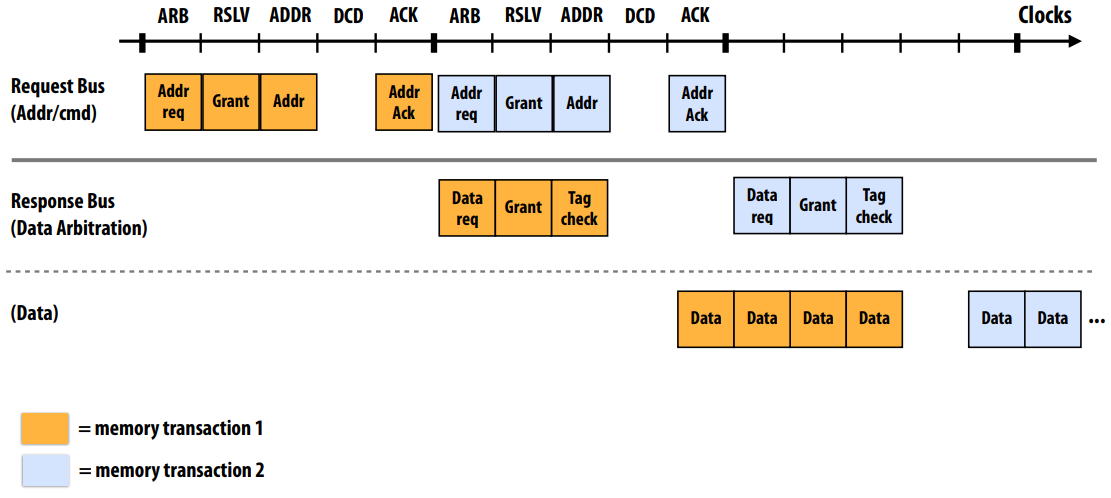 ARB RSLV ADDR DCD ACK ARB RSLV ADDR DCD ACK Clocks
Request Bus
(Addr/cmd)
Addr
req
Grant
Addr
Addr
Ack
Addr
req
Grant
Addr
Addr
Ack
Response Bus
(Data Arbitration)
Data
req
Grant
Tag
check
Data
req
Grant
Tag
check
(Data)
Data Data Data Data Data Data ...
= memory transaction 1
= memory transaction 2